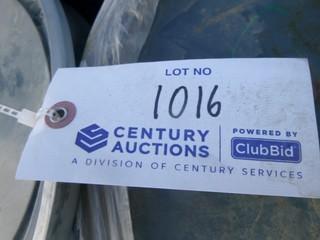 LOT NO
1016
CENTURY AUCTIONS
POWERED BY
ClubBid
A DIVISION OF CENTURY SERVICES